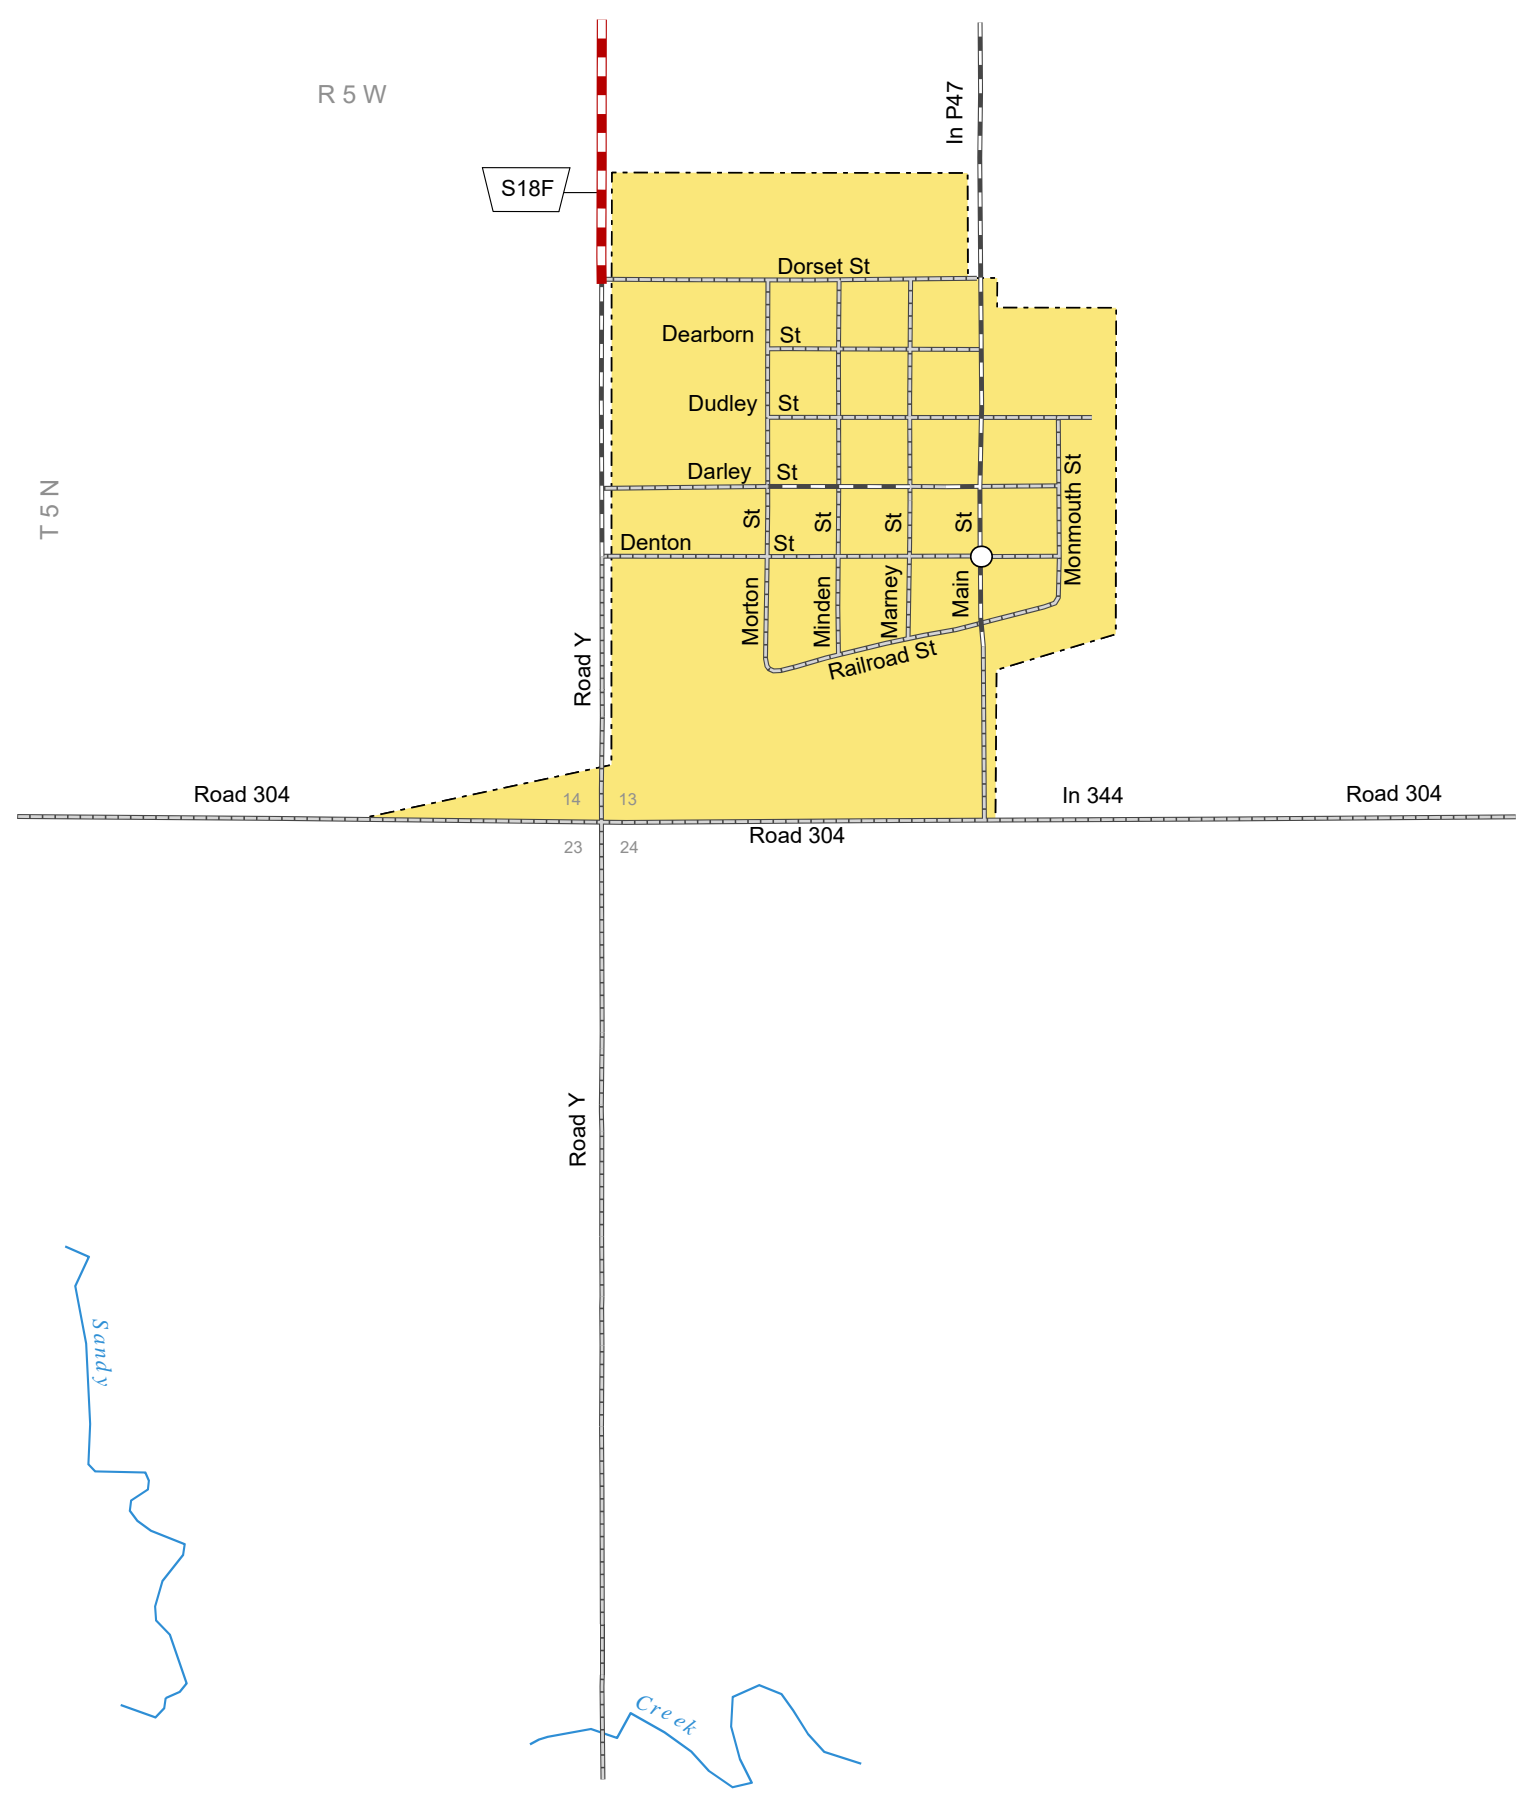 R 5 W
In P47
S18F
Dorset St
Dearborn St
Dudley St
Darley St
T 5 N
Monmouth St
Denton St
Morton St
Minden St
Marney St
Main St
Railroad St
Road Y
Road 304
14 13
In 344
Road 304
Road 304
23 24
Road Y
Sandy
Creek